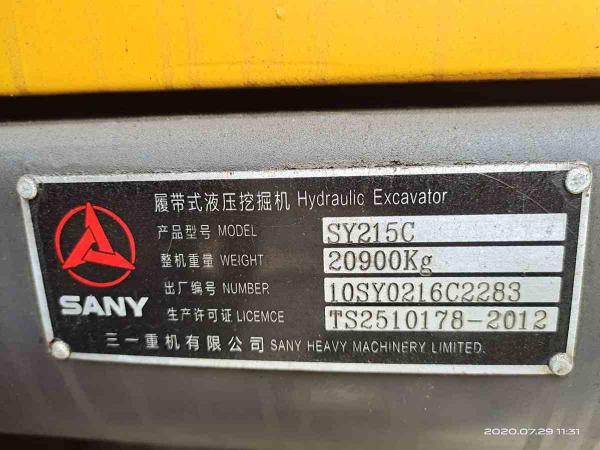 履带式液压挖掘机 Hydraulic Excavator
产品型号 MODEL SY215C
整机重量 WEIGHT 20900Kg
出厂编号 NUMBER 10SY0216C2283
生产许可证 LICEMCE TS2510178-2012
SANY
三一重机有限公司 SANY HEAVY MACHINERY LIMITED.
2020.07.29 11:31